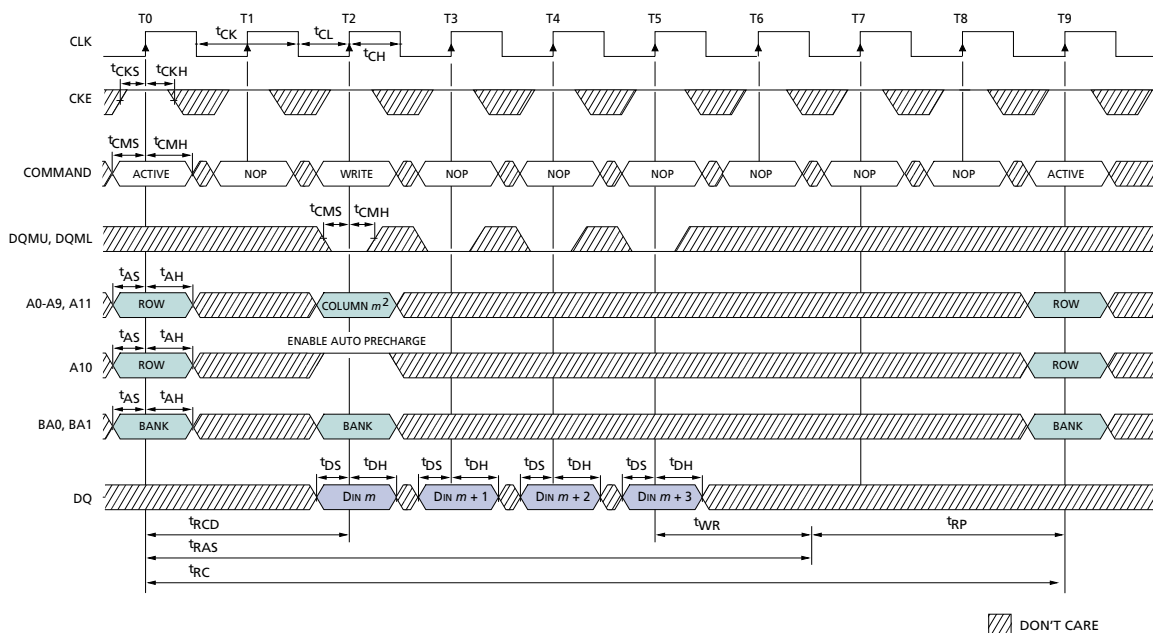 T0 T1 T2 T3 T4 T5 T6 T7 T8 T9
CLK tCK tCL tCH
tCKS tCKH
CKE
tCMS tCMH
COMMAND ACTIVE NOP WRITE NOP NOP NOP NOP NOP NOP ACTIVE
tCMS tCMH
DQMU, DQML
tAS tAH
A0-A9, A11 ROW COLUMN m² ROW
tAS tAH ENABLE AUTO PRECHARGE
A10 ROW ROW
tAS tAH
BA0, BA1 BANK BANK BANK
tDS tDH tDS tDH tDS tDH tDS tDH
DQ DIN m DIN m + 1 DIN m + 2 DIN m + 3
tRCD tWR tRP
tRAS
tRC
DON'T CARE